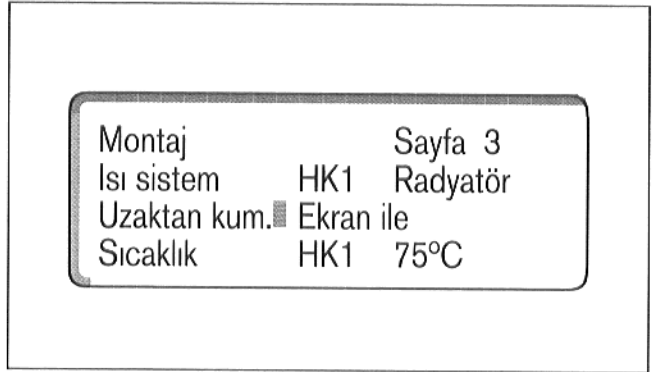 Montaj Sayfa 3
Isı sistem HK1 Radyatör
Uzaktan kum. Ekran ile
Sıcaklık HK1 75°C